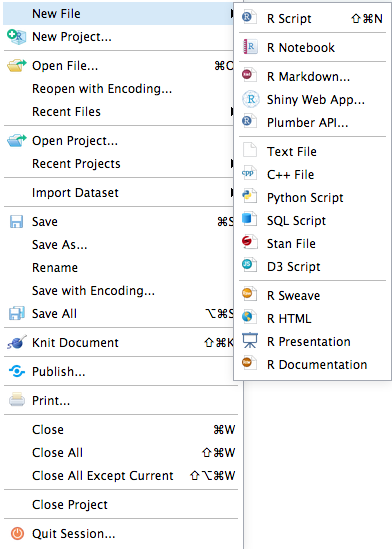 New File
New Project...
Open File... ⌘O
Reopen with Encoding...
Recent Files
Open Project...
Recent Projects
Import Dataset
Save ⌘S
Save As...
Rename
Save with Encoding...
Save All ⌥⌘S
Knit Document ⇧⌘K
Publish...
Print...
Close ⌘W
Close All ⇧⌘W
Close All Except Current ⇧⌥⌘W
Close Project
Quit Session...
R Script ⇧⌘N
R Notebook
R Markdown...
Shiny Web App...
Plumber API...
Text File
C++ File
Python Script
SQL Script
Stan File
D3 Script
R Sweave
R HTML
R Presentation
R Documentation